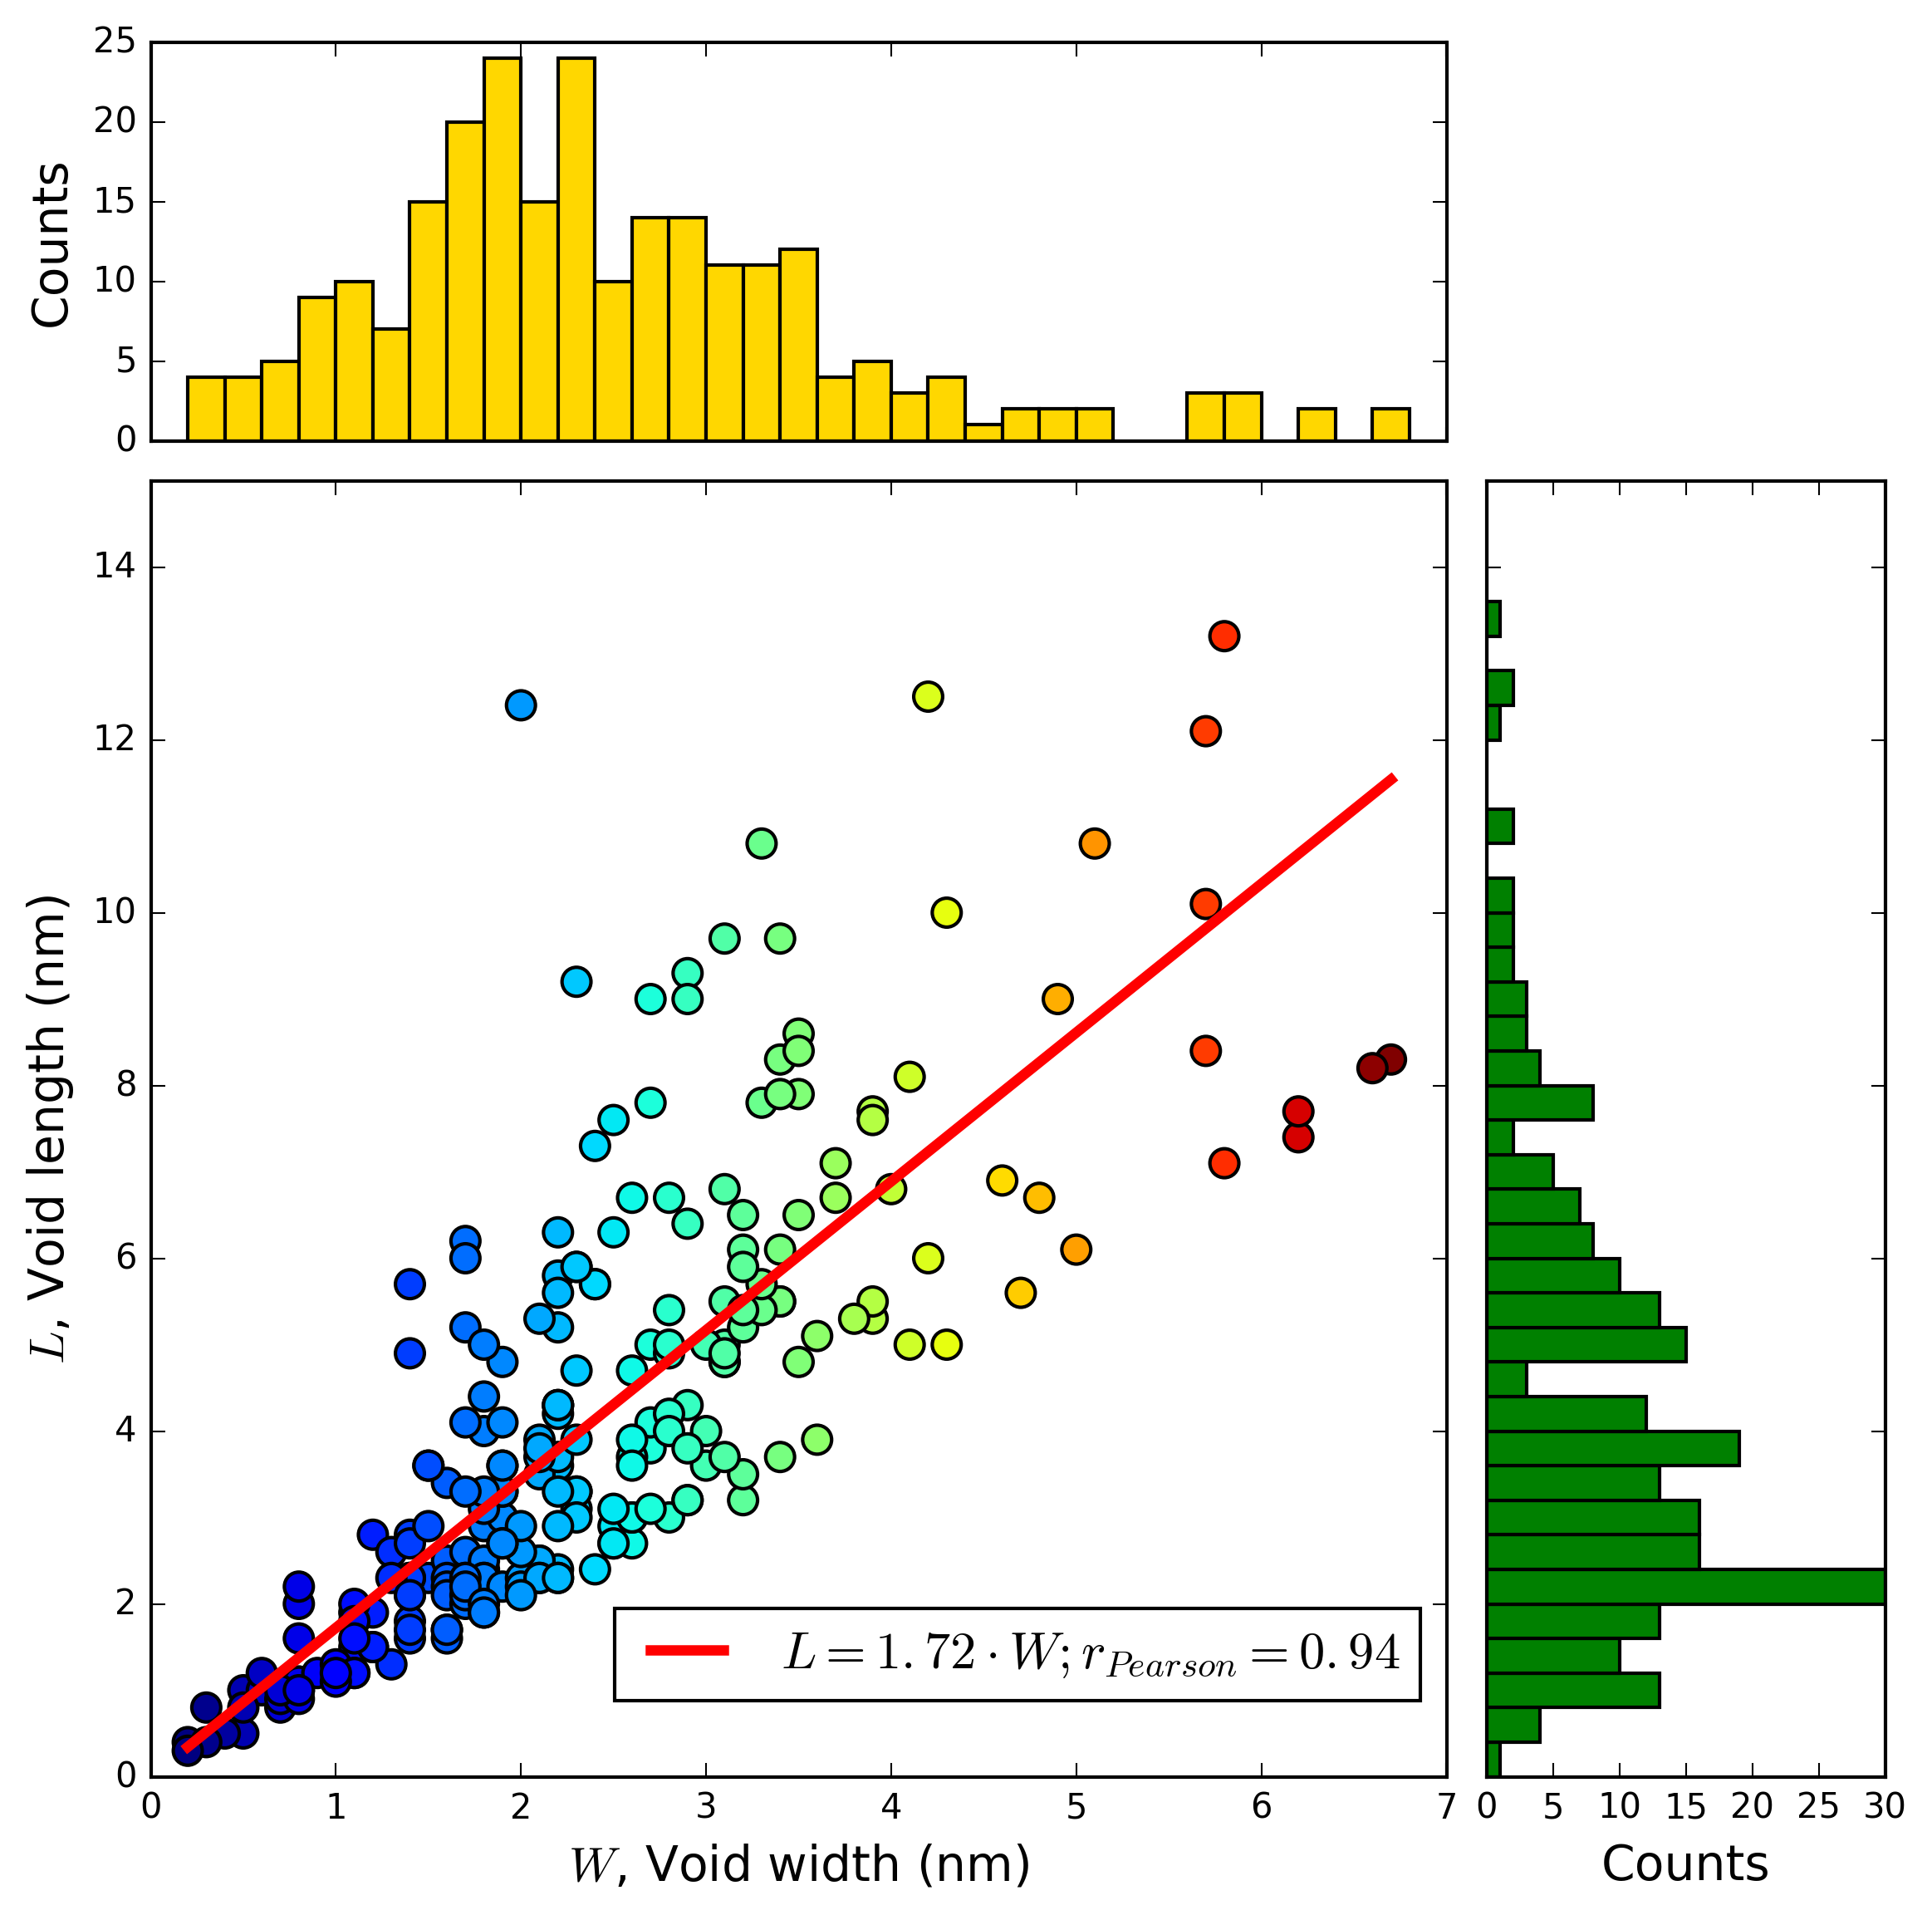 25
20
15
10
5
0
Counts
14
12
10
8
6
4
2
0
L, Void length (nm)
L = 1.72 · W; r_Pearson = 0.94
0 1 2 3 4 5 6 7
W, Void width (nm)
0 5 10 15 20 25 30
Counts